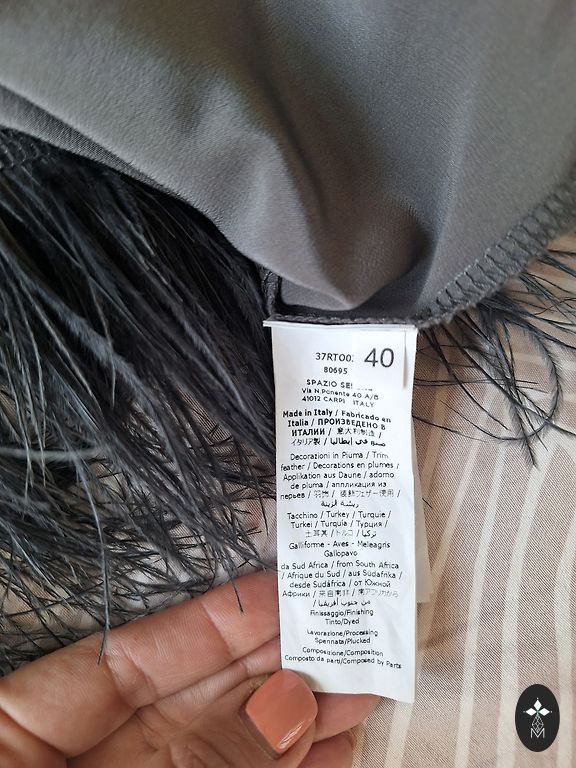 37RT00
40
80695
SPAZIO SEI
Via N.Ponente 40 A/B
41012 CARPI ITALY
Made in Italy / Fabricado en
Italia / ПРОИЗВЕДЕНО В
ИТАЛИИ / 意大利制造 /
イタリア製 / صنع في إيطاليا
Decorazioni in Piuma / Trim
feather / Decorations en plumes /
Applikation aus Daune / adorno
de pluma / аппликация из
перьев / 羽饰 / 装飾フェザー使用 /
ريشة قزينة
Tacchino / Turkey / Turquie /
Turkei / Turquía / Турция /
土耳其 / トルコ / تركيا
Galliforme - Aves - Meleagris
Gallopavo
da Sud Africa / from South Africa
/ Afrique du Sud / aus Südafrika /
desde Sudáfrica / от Южной
Африки / 来自南非 / 南アフリカから
/ من جنوب أفريقيا
Finissaggio/Finishing
Tinto/Dyed
Lavorazione/Processing
Spennata/Plucked
Composizione/Composition
Composto da parti/Composed by Parts
M